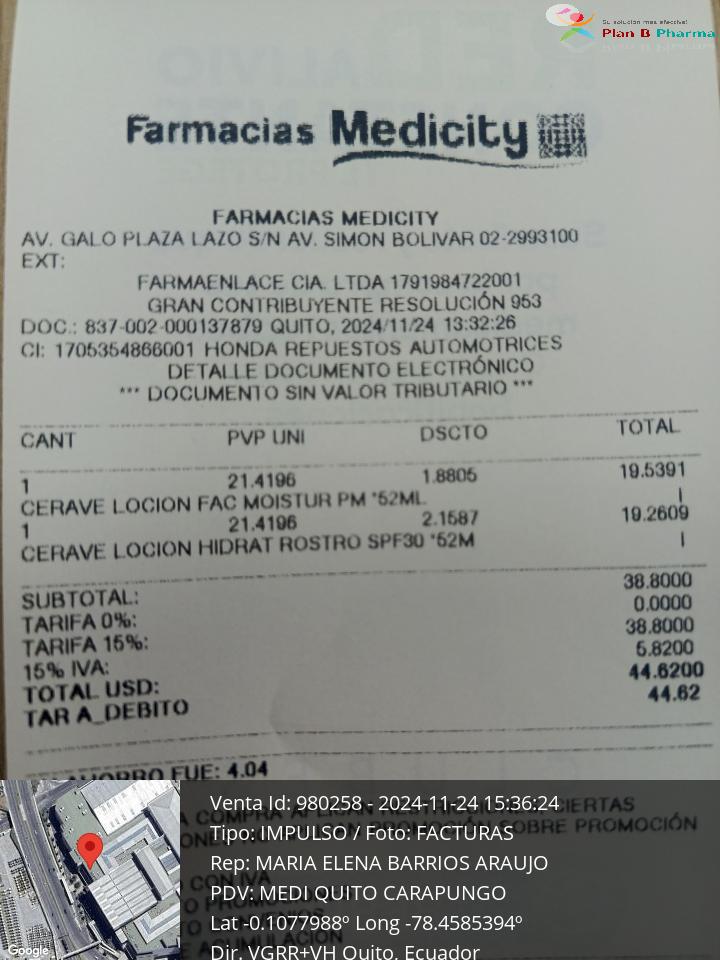 Su solución mas efectiva!
Plan B Pharma
Farmacias Medicity
FARMACIAS MEDICITY
AV. GALO PLAZA LAZO S/N AV. SIMON BOLIVAR 02-2993100
EXT:
FARMAENLACE CIA. LTDA 1791984722001
GRAN CONTRIBUYENTE RESOLUCIÓN 953
DOC.: 837-002-000137879 QUITO, 2024/11/24 13:32:26
CI: 1705354866001 HONDA REPUESTOS AUTOMOTRICES
DETALLE DOCUMENTO ELECTRÓNICO
*** DOCUMENTO SIN VALOR TRIBUTARIO ***
CANT PVP UNI DSCTO TOTAL
1 21.4196 1.8805 19.5391
CERAVE LOCION FAC MOISTUR PM *52ML I
1 21.4196 2.1587 19.2609
CERAVE LOCION HIDRAT ROSTRO SPF30 *52M I
SUBTOTAL: 38.8000
TARIFA 0%: 0.0000
TARIFA 15%: 38.8000
15% IVA: 5.8200
TOTAL USD: 44.6200
TAR A_DEBITO 44.62
AHORRO FUE: 4.04
Venta Id: 980258 - 2024-11-24 15:36:24
Tipo: IMPULSO / Foto: FACTURAS
Rep: MARIA ELENA BARRIOS ARAUJO
PDV: MEDI QUITO CARAPUNGO
Lat -0.1077988º Long -78.4585394º
Dir. VGRR+VH Quito, Ecuador
Google